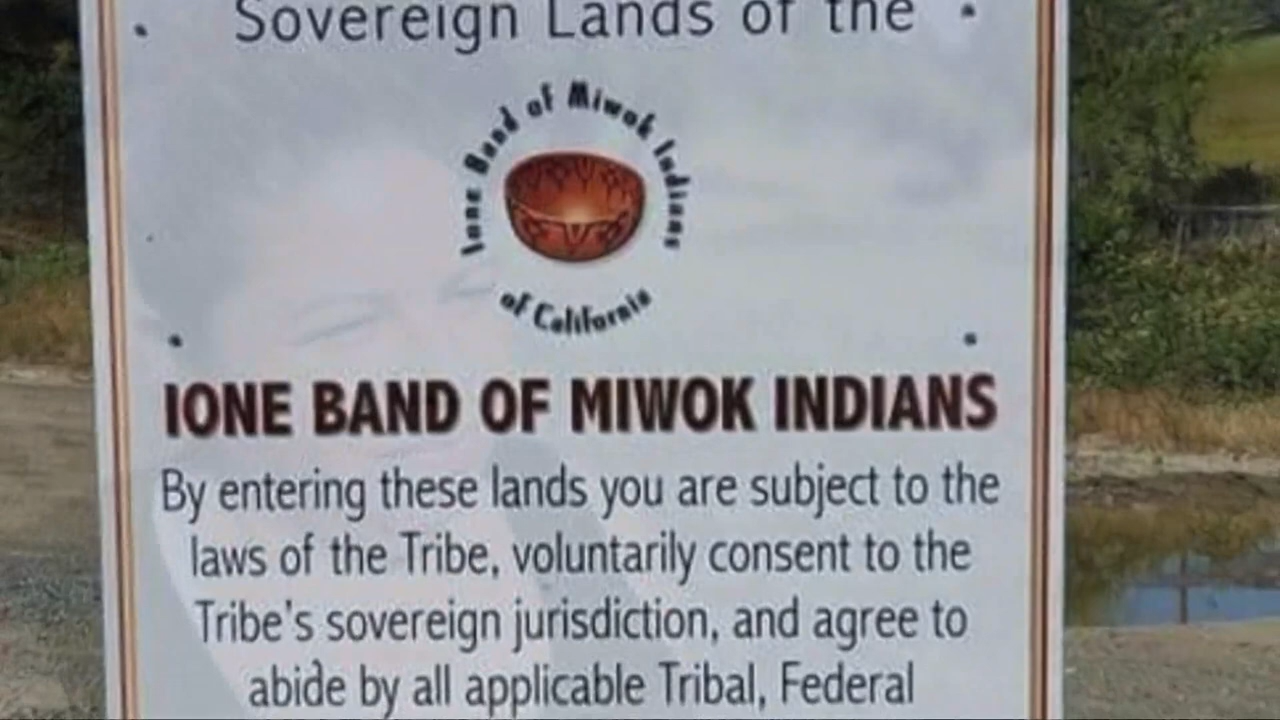 Sovereign Lands of the
Ione Band of Miwok Indians
of California
IONE BAND OF MIWOK INDIANS
By entering these lands you are subject to the
laws of the Tribe, voluntarily consent to the
Tribe's sovereign jurisdiction, and agree to
abide by all applicable Tribal, Federal